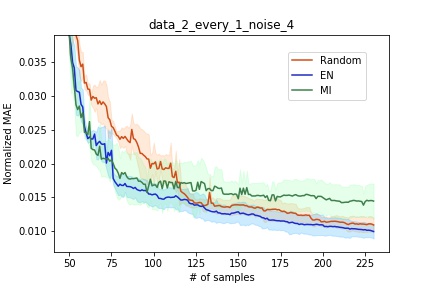 data_2_every_1_noise_4
Normalized MAE
0.035
0.030
0.025
0.020
0.015
0.010
Random
EN
MI
50 75 100 125 150 175 200 225
# of samples